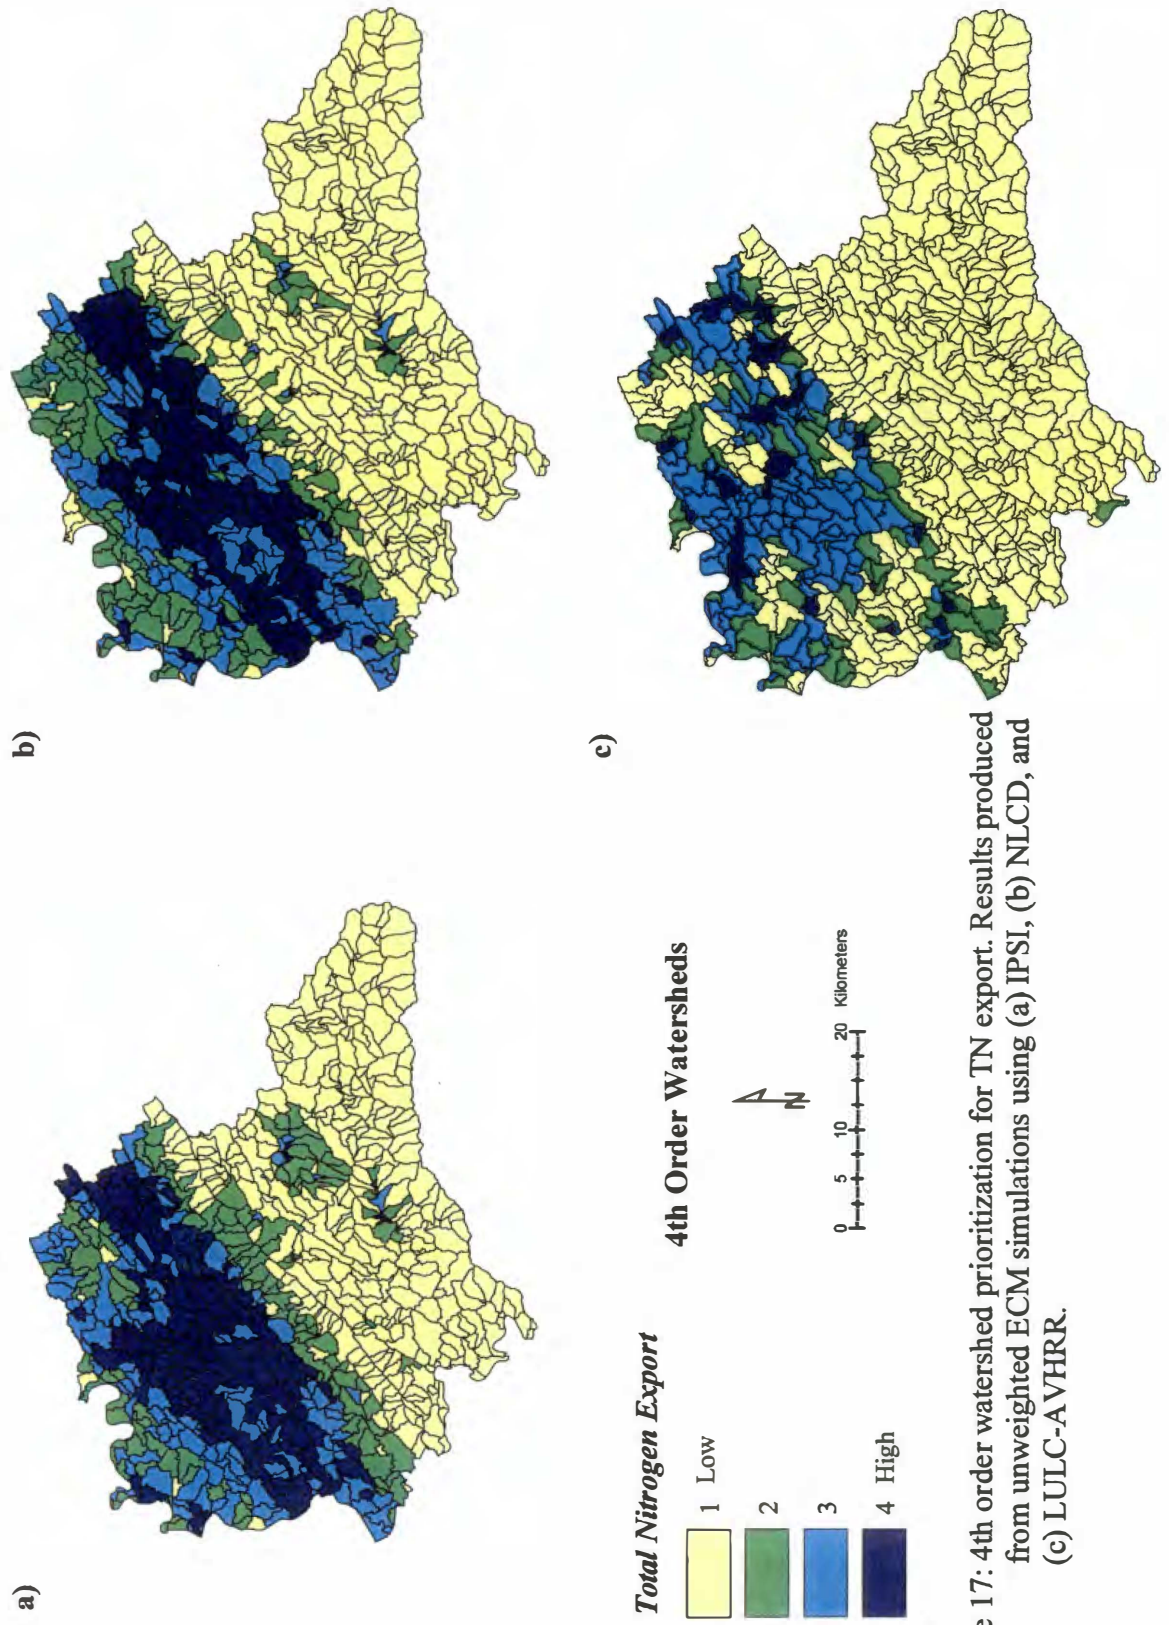 a)
b)
c)
Total Nitrogen Export
1 Low
2
3
4 High
4th Order Watersheds
N
0 5 10 20 Kilometers
e 17: 4th order watershed prioritization for TN export. Results produced
from unweighted ECM simulations using (a) IPSI, (b) NLCD, and
(c) LULC-AVHRR.